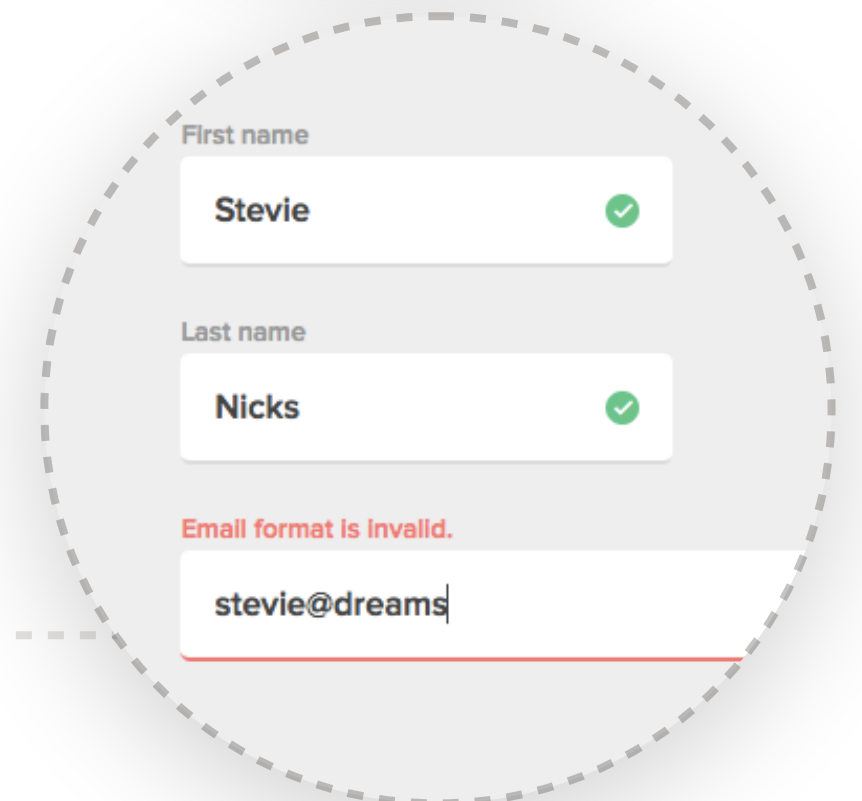 First name
Stevie
Last name
Nicks
Email format is invalid.
stevie@dreams